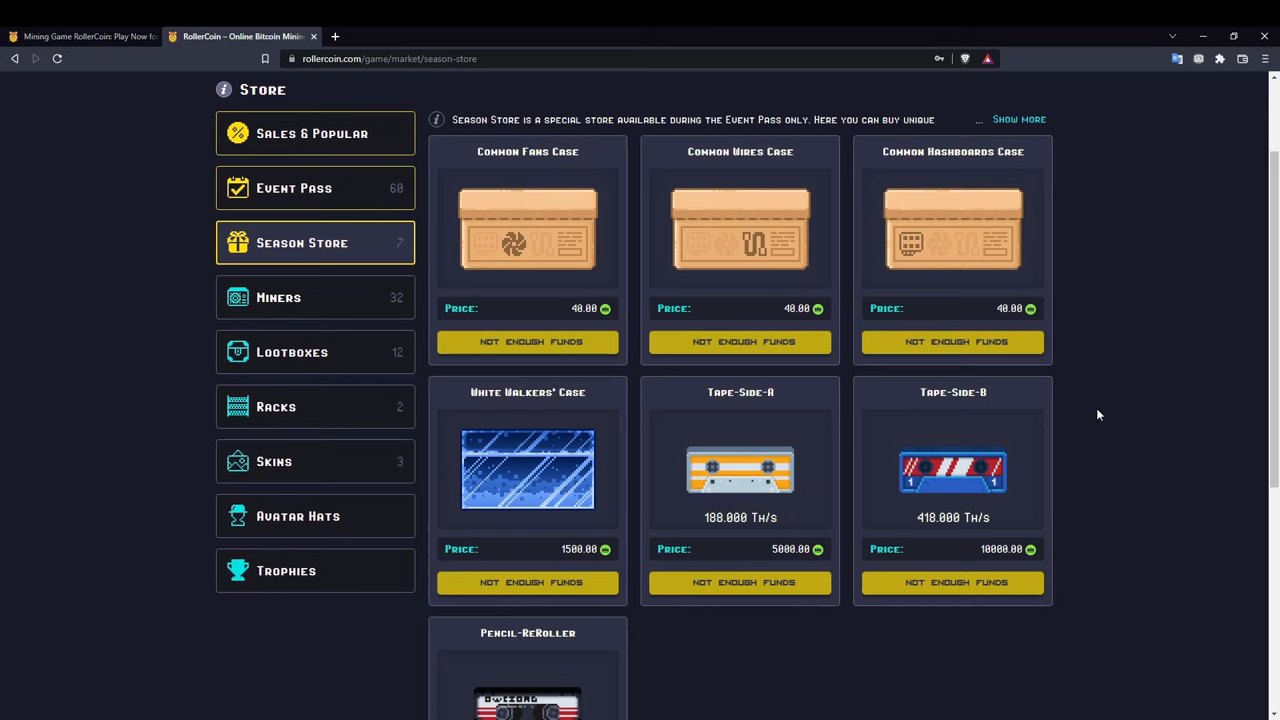 Mining Game RollerCoin: Play Now for
RollerCoin – Online Bitcoin Mining
rollercoin.com/game/market/season-store
Store
Sales & Popular
Event Pass 60
Season Store 7
Miners 32
Lootboxes 12
Racks 2
Skins 3
Avatar Hats
Trophies
Season Store is a special store available during the Event Pass only. Here you can buy unique ... Show more
Common Fans Case
Price: 40.00
Not enough funds
Common Wires Case
Price: 40.00
Not enough funds
Common Hashboards Case
Price: 40.00
Not enough funds
White Walkers' Case
Price: 1500.00
Not enough funds
Tape-Side-A
188.000 Th/s
Price: 5000.00
Not enough funds
Tape-Side-B
1 1
418.000 Th/s
Price: 10000.00
Not enough funds
Pencil-ReRoller